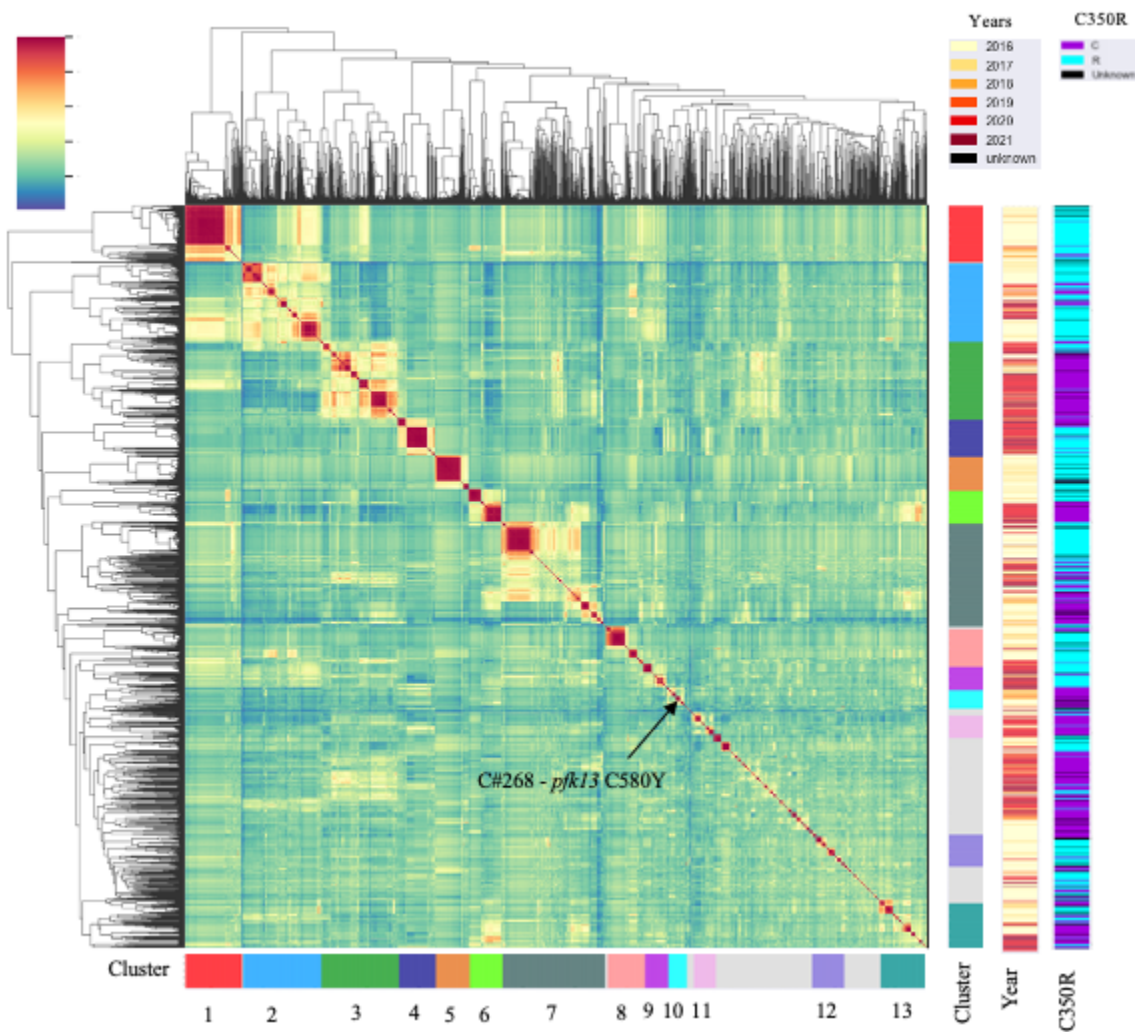 Years
2016
2017
2018
2019
2020
2021
unknown
C350R
C
R
Unknown
C#268 - pfk13 C580Y
Cluster
1 2 3 4 5 6 7 8 9 10 11 12 13
Cluster
Year
C350R